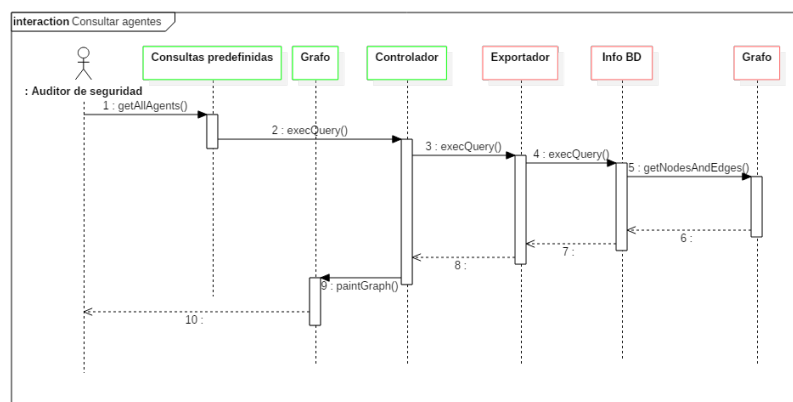 interaction Consultar agentes
: Auditor de seguridad
Consultas predefinidas
Grafo
Controlador
Exportador
Info BD
Grafo
1 : getAllAgents()
2 : execQuery()
3 : execQuery()
4 : execQuery()
5 : getNodesAndEdges()
6 :
7 :
8 :
9 : paintGraph()
10 :